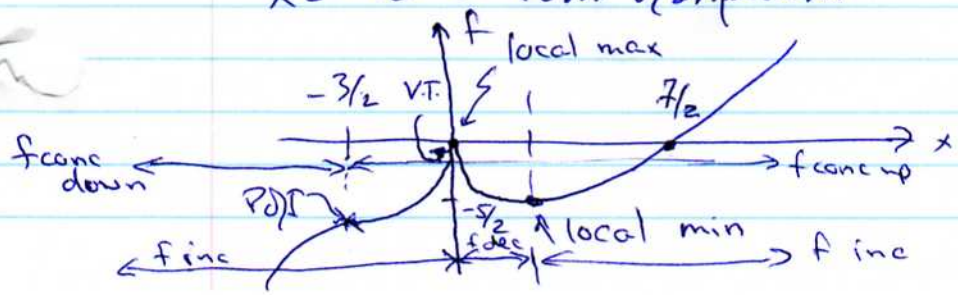 f
local max
-3/2 V.T. 7/2
x
f conc down
f conc up
POI
-5/2
local min
f inc
f dec
f inc